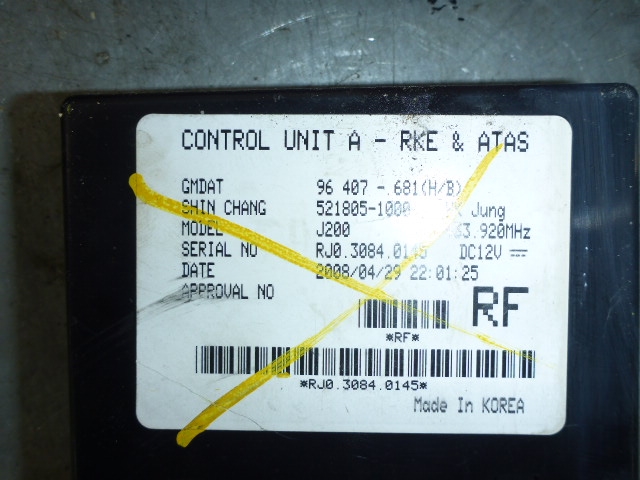 CONTROL UNIT A - RKE & ATAS
GMDAT 96 407 - 681(H/B)
SHIN CHANG 521805-1000 Jung
MODEL J200 3.920MHz
SERIAL NO RJ0.3084.0145 DC12V
DATE 2008/04/29 22:01:25
APPROVAL NO
RF
*RF*
*RJ0.3084.0145*
Made In KOREA